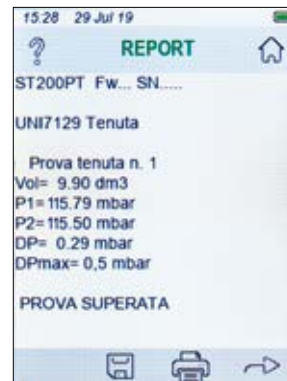 15:28 29 Jul 19
? REPORT
ST200PT Fw... SN.....
UNI7129 Tenuta
Prova tenuta n. 1
Vol= 9.90 dm3
P1= 115.79 mbar
P2= 115.50 mbar
DP= 0.29 mbar
DPmax= 0,5 mbar
PROVA SUPERATA